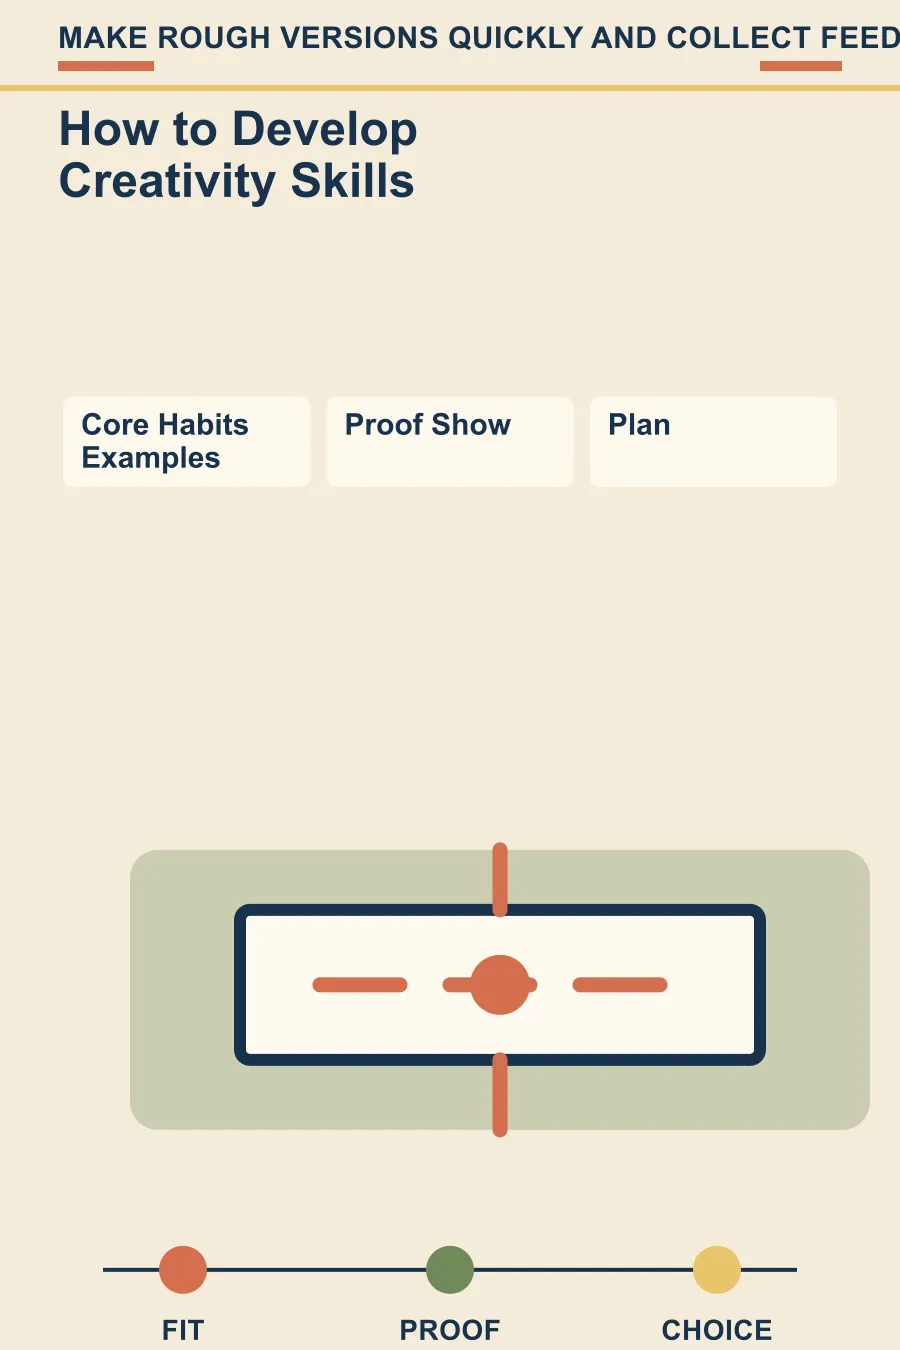 MAKE ROUGH VERSIONS QUICKLY AND COLLECT FEED
How to Develop
Creativity Skills
Core Habits
Examples
Proof Show
Plan
FIT
PROOF
CHOICE